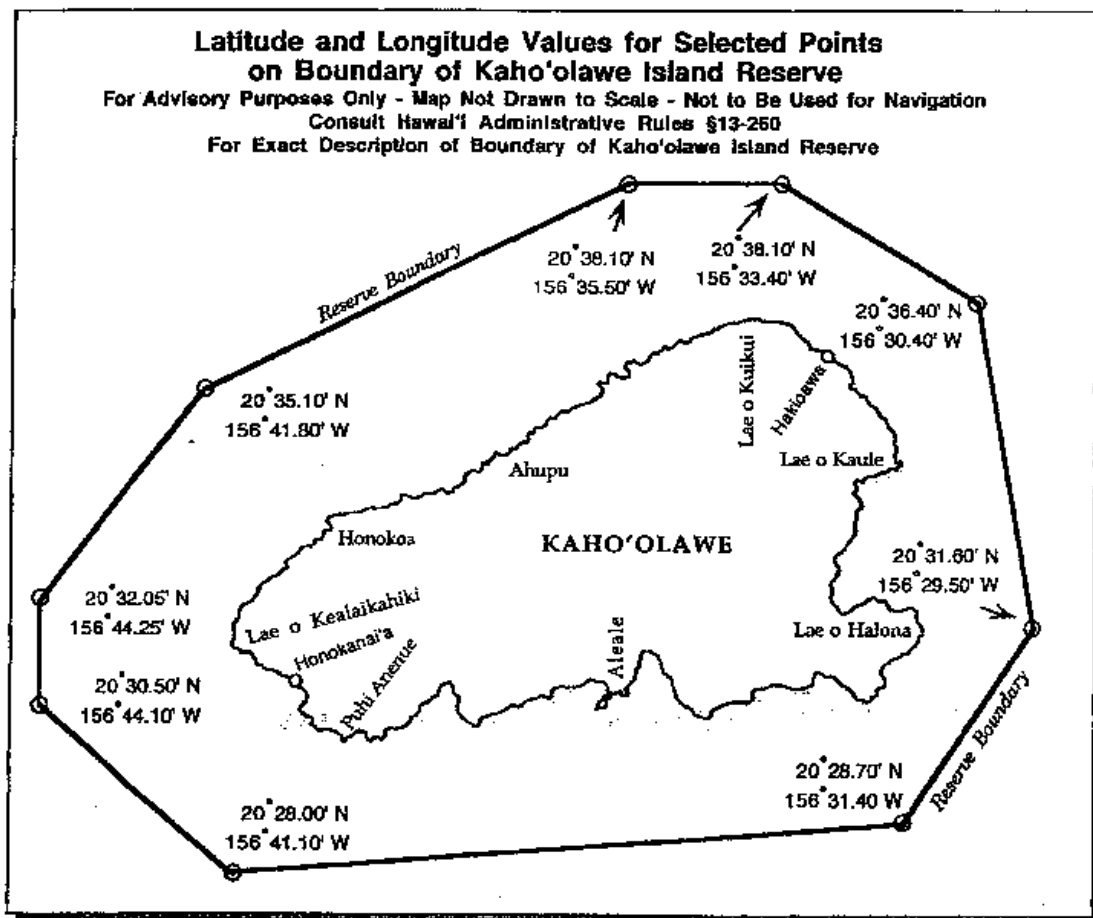 Latitude and Longitude Values for Selected Points
on Boundary of Kaho'olawe Island Reserve
For Advisory Purposes Only - Map Not Drawn to Scale - Not to Be Used for Navigation
Consult Hawai'i Administrative Rules §13-260
For Exact Description of Boundary of Kaho'olawe Island Reserve
Reserve Boundary
20°38.10' N
156°35.50' W
20°38.10' N
156°33.40' W
20°36.40' N
156°30.40' W
20°35.10' N
156°41.80' W
Lae o Kuikui
Hakioawa
Lae o Kaule
Ahupu
Honokoa
KAHO'OLAWE
20°31.60' N
156°29.50' W
20°32.05' N
156°44.25' W
Lae o Kealaikahiki
Honokanai'a
Puhi Anenue
Aleale
Lae o Halona
20°30.50' N
156°44.10' W
Reserve Boundary
20°28.70' N
156°31.40 W
20°28.00' N
156°41.10' W